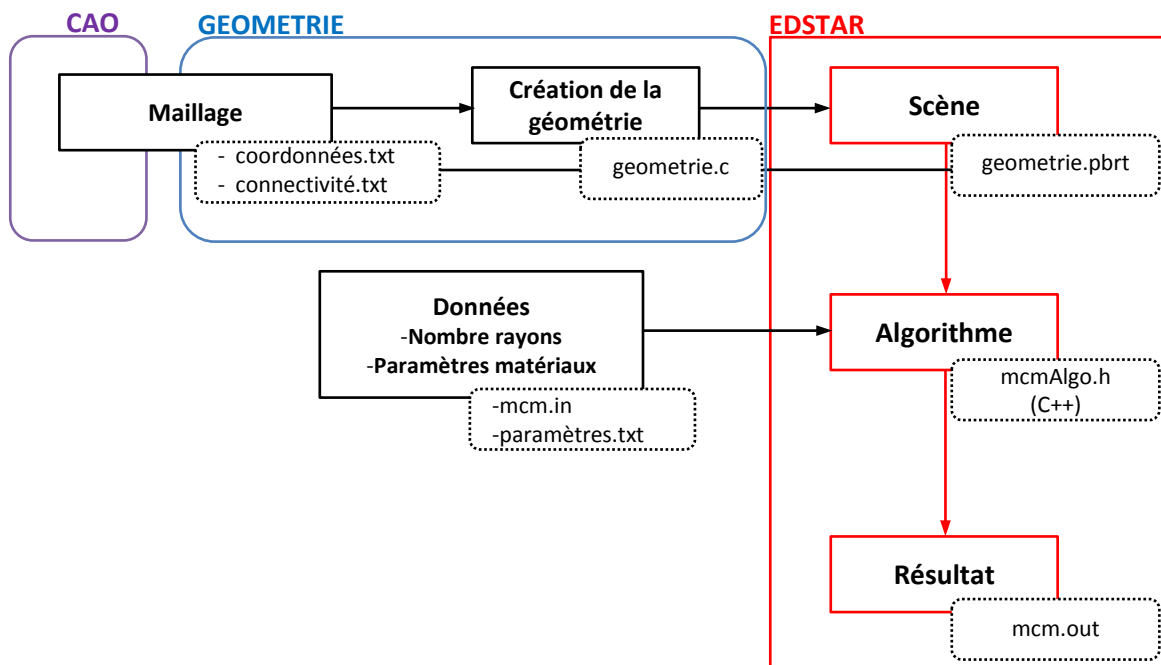 CAO
GEOMETRIE
EDSTAR
Maillage
- coordonnées.txt
- connectivité.txt
Création de la
géométrie
geometrie.c
Scène
geometrie.pbrt
Données
-Nombre rayons
-Paramètres matériaux
-mcm.in
-paramètres.txt
Algorithme
mcmAlgo.h
(C++)
Résultat
mcm.out